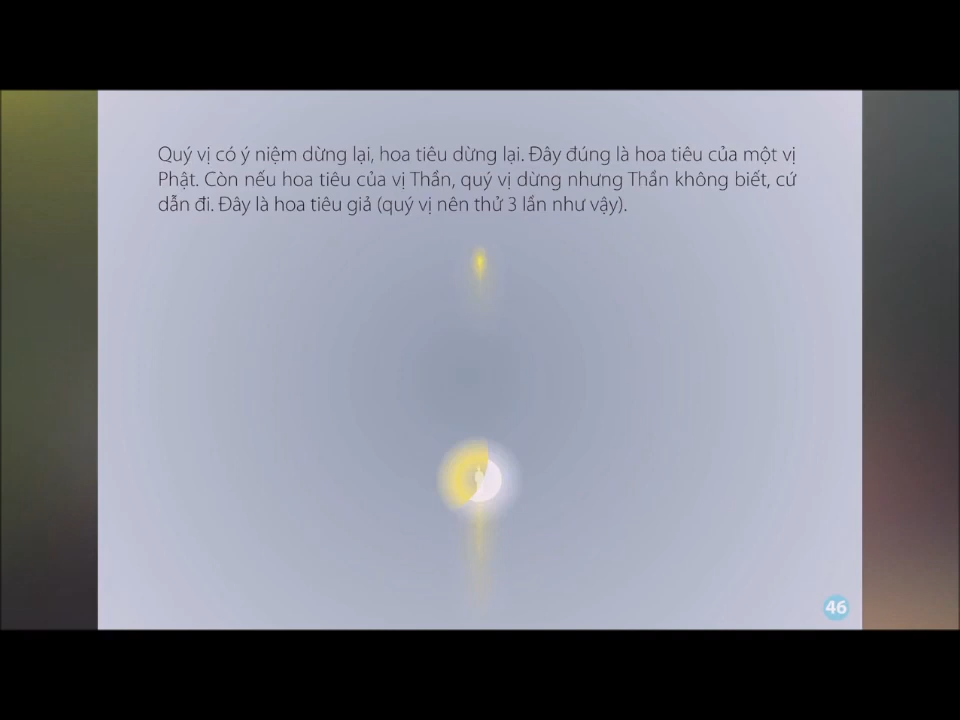 Quý vị có ý niệm dừng lại, hoa tiêu dừng lại. Đây đúng là hoa tiêu của một vị
Phật. Còn nếu hoa tiêu của vị Thần, quý vị dừng nhưng Thần không biết, cứ
dẫn đi. Đây là hoa tiêu giả (quý vị nên thử 3 lần như vậy).
46